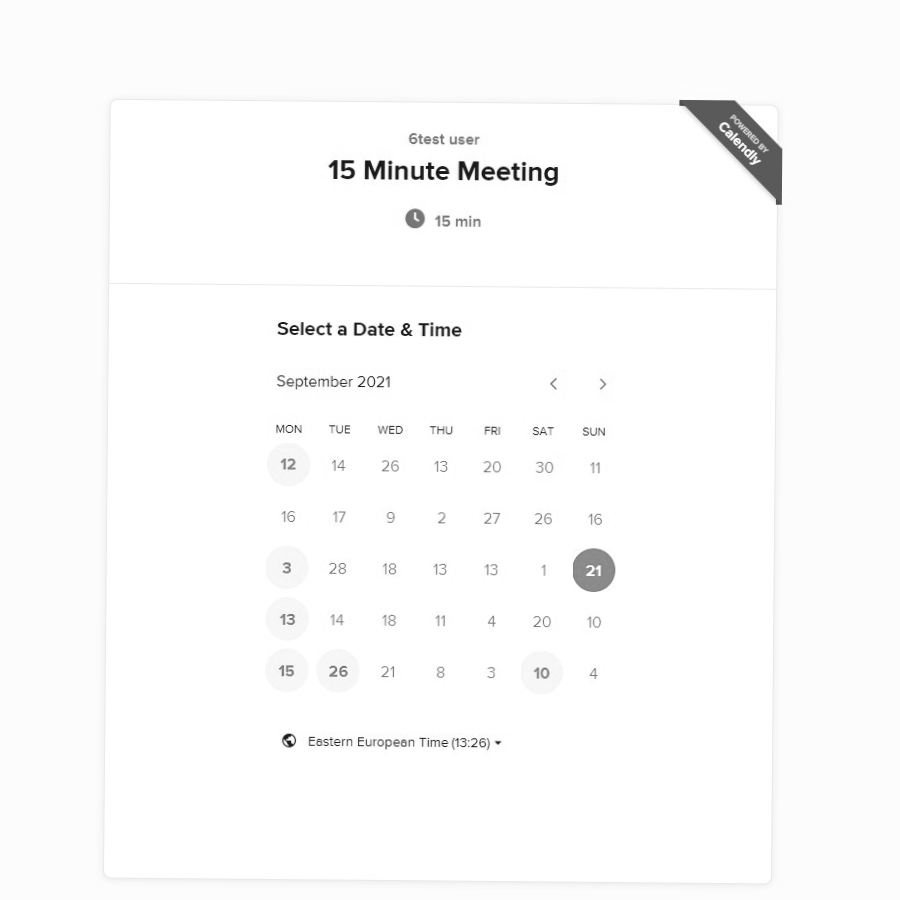 POWERED BY
Calendly
6test user
15 Minute Meeting
15 min
Select a Date & Time
September 2021
MON TUE WED THU FRI SAT SUN
12 14 26 13 20 30 11
16 17 9 2 27 26 16
3 28 18 13 13 1 21
13 14 18 11 4 20 10
15 26 21 8 3 10 4
Eastern European Time (13:26)